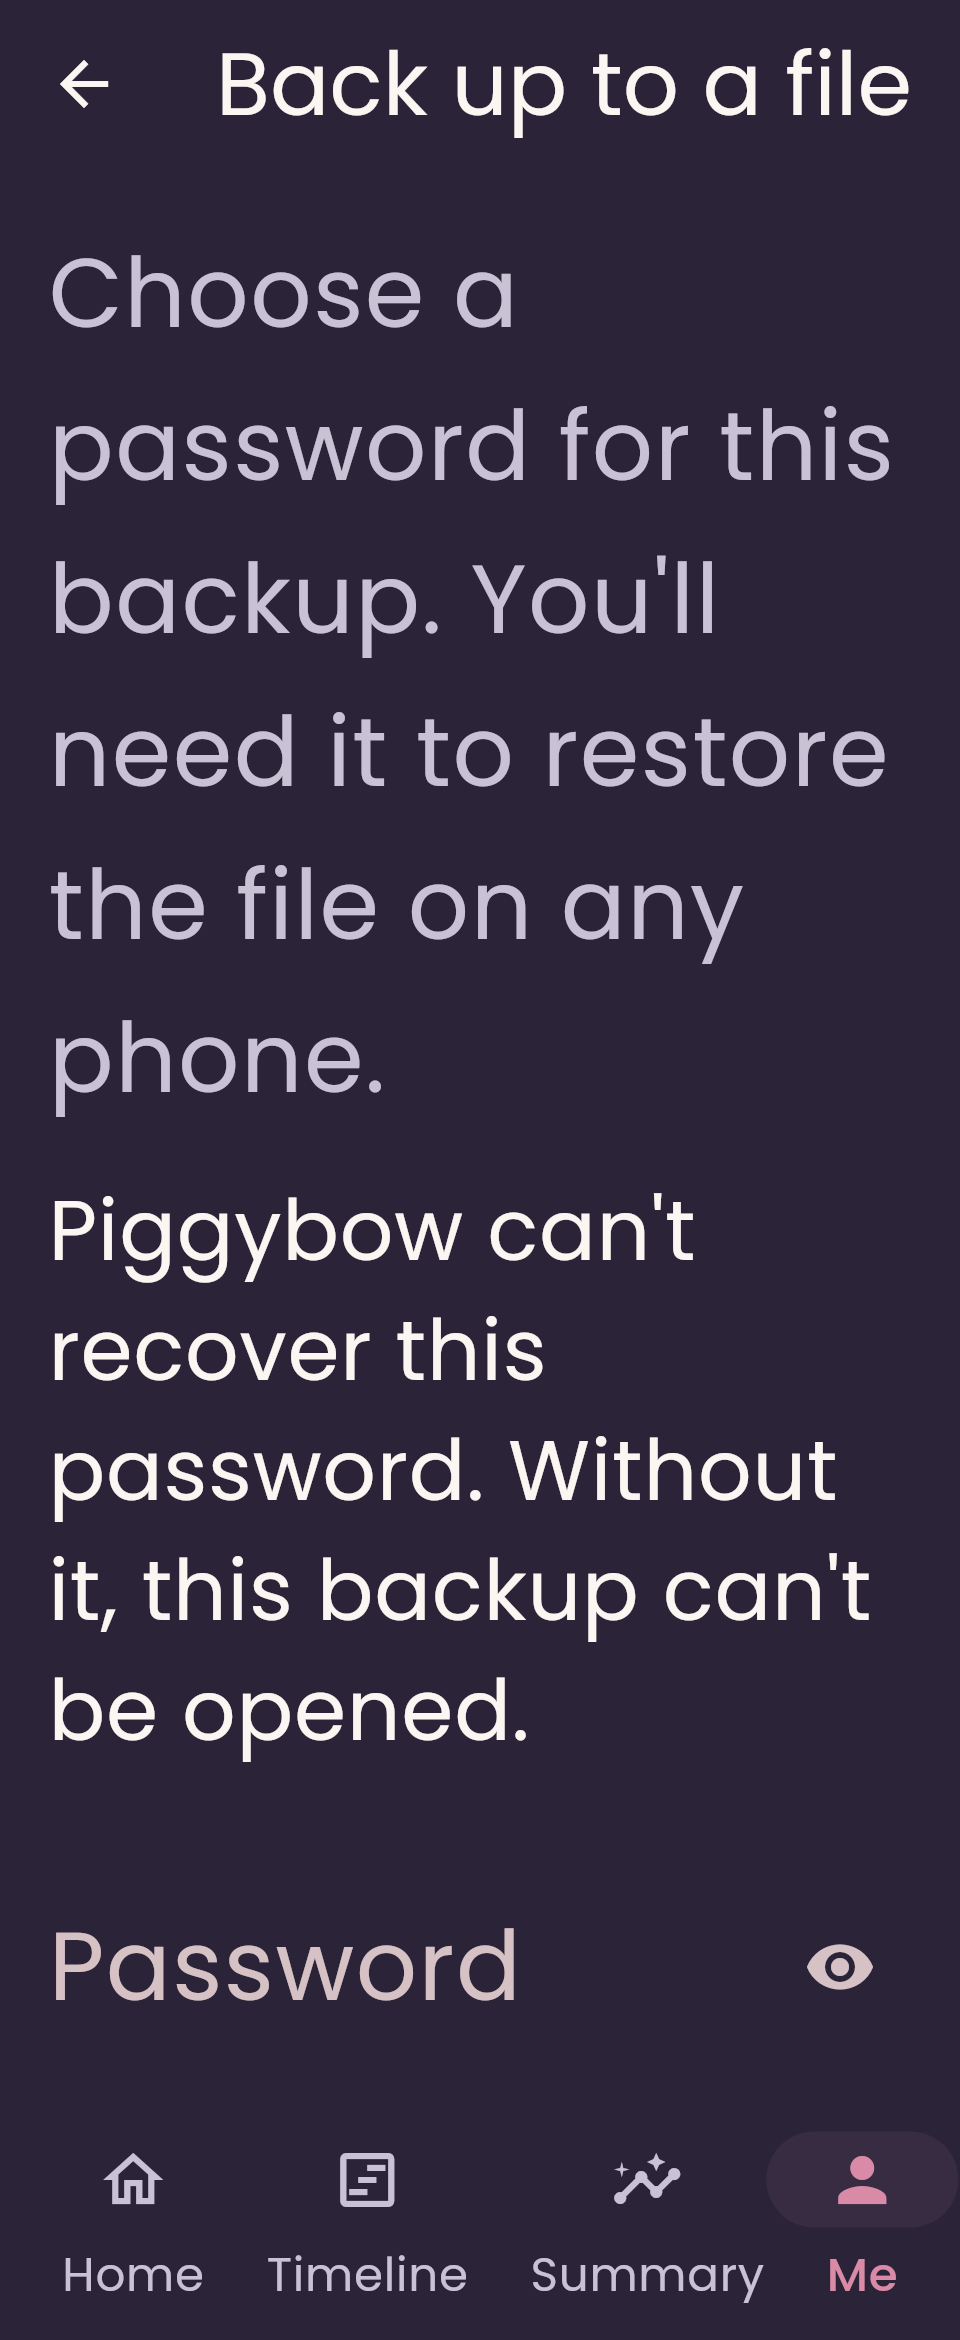 Back up to a file
Choose a
password for this
backup. You'll
need it to restore
the file on any
phone.
Piggybow can't
recover this
password. Without
it, this backup can't
be opened.
Password
Home
Timeline
Summary
Me